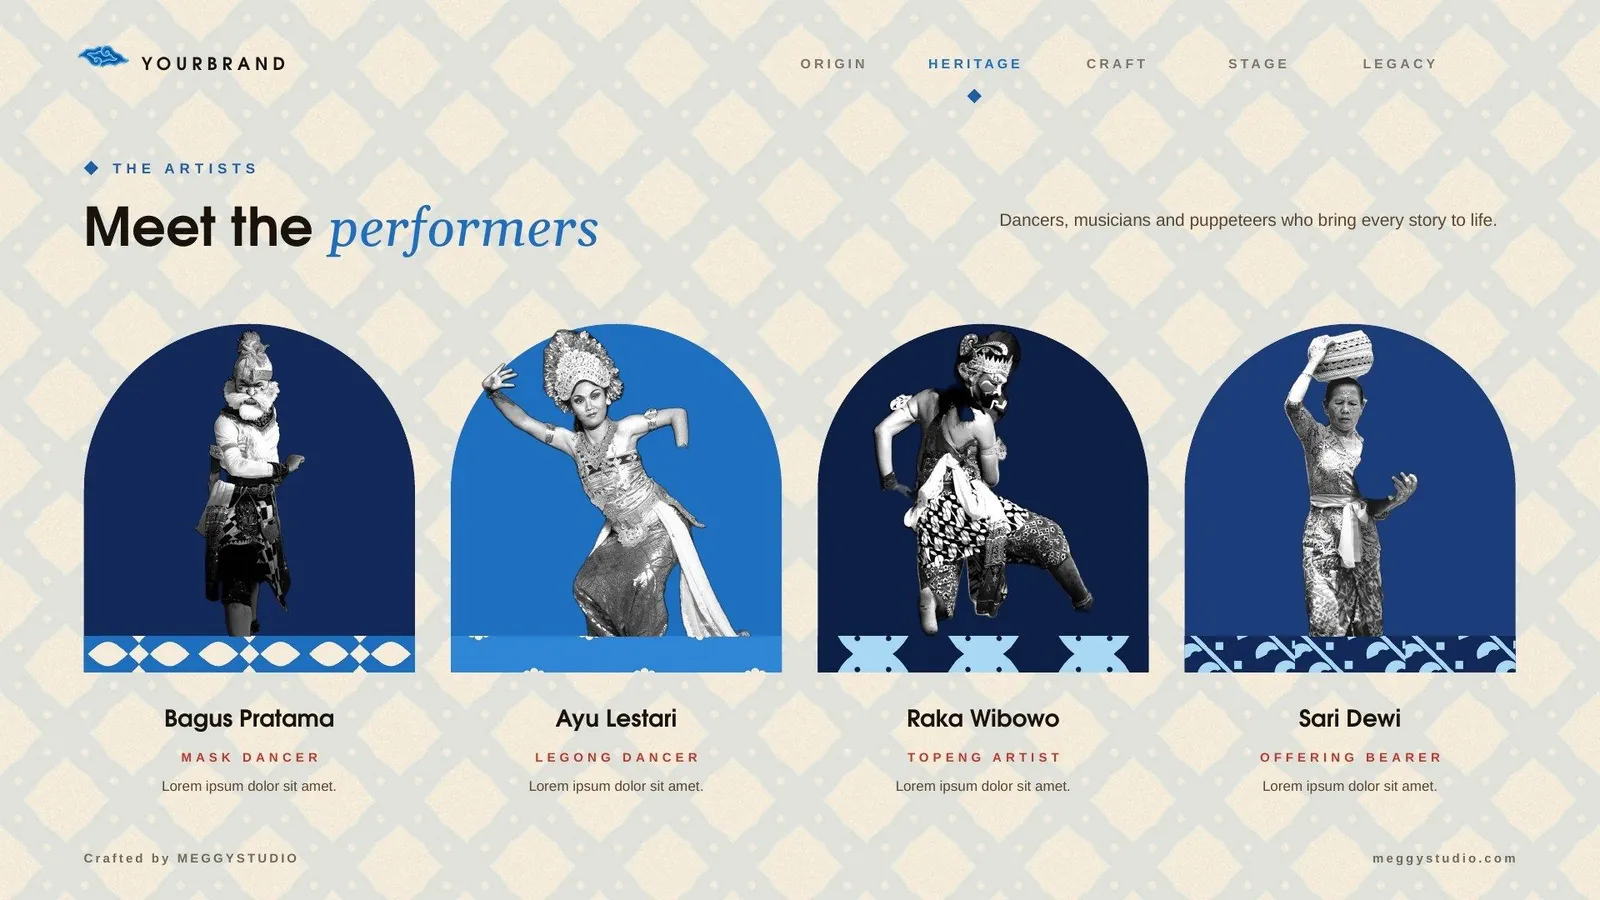 YOURBRAND
ORIGIN HERITAGE CRAFT STAGE LEGACY
THE ARTISTS
Meet the performers
Dancers, musicians and puppeteers who bring every story to life.
Bagus Pratama
MASK DANCER
Lorem ipsum dolor sit amet.
Ayu Lestari
LEGONG DANCER
Lorem ipsum dolor sit amet.
Raka Wibowo
TOPENG ARTIST
Lorem ipsum dolor sit amet.
Sari Dewi
OFFERING BEARER
Lorem ipsum dolor sit amet.
Crafted by MEGGYSTUDIO
meggystudio.com